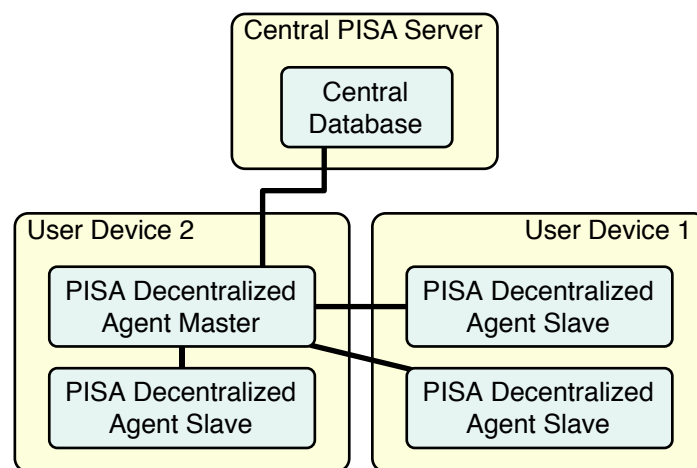 Central PISA Server
Central
Database
User Device 2
PISA Decentralized
Agent Master
PISA Decentralized
Agent Slave
User Device 1
PISA Decentralized
Agent Slave
PISA Decentralized
Agent Slave